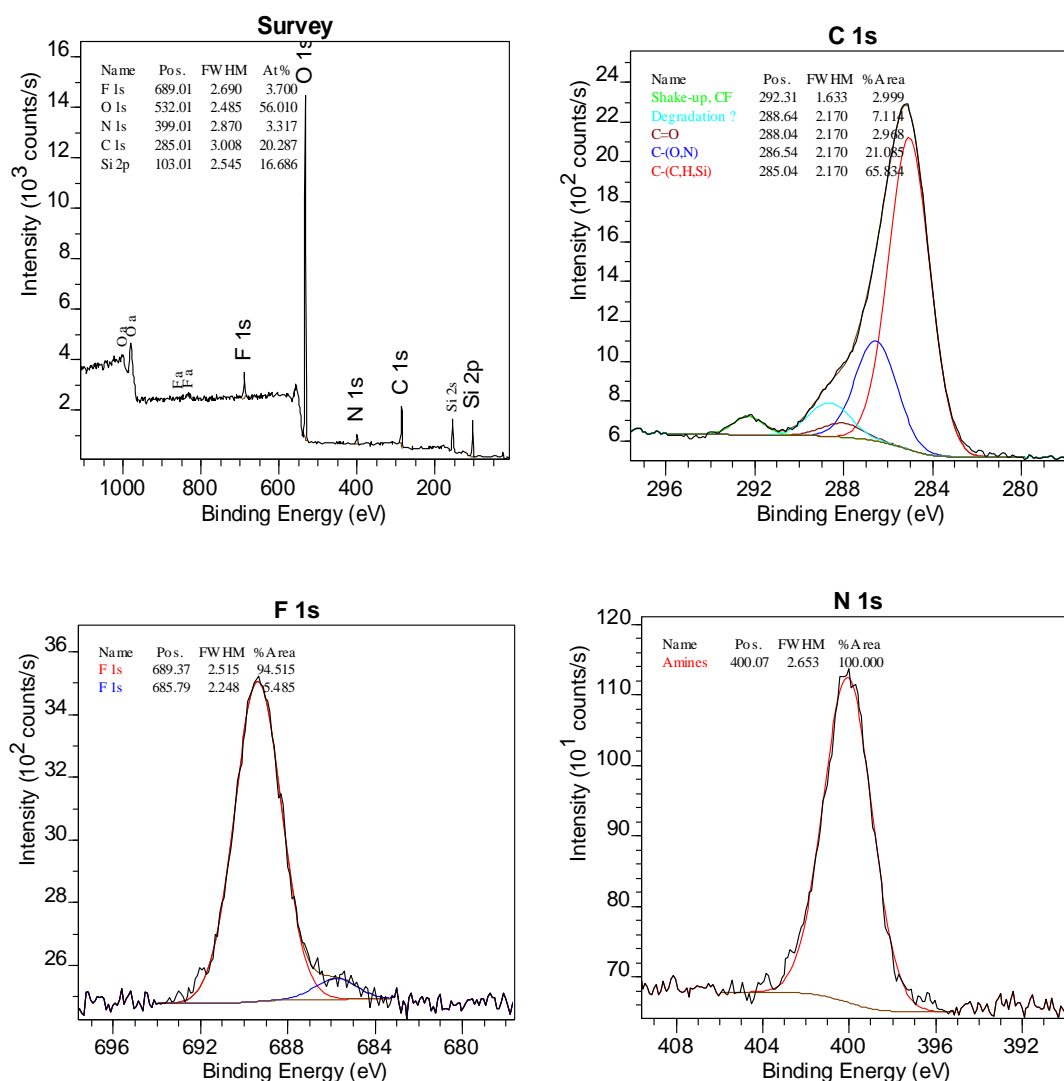 Survey
Name Pos. FWHM At%
F 1s 689.01 2.690 3.700
O 1s 532.01 2.485 56.010
N 1s 399.01 2.870 3.317
C 1s 285.01 3.008 20.287
Si 2p 103.01 2.545 16.686
O 1s
O a
O a
F a
F a
F 1s
N 1s
C 1s
Si 2s
Si 2p
16
14
12
10
8
6
4
2
Intensity (10³ counts/s)
1000 800 600 400 200
Binding Energy (eV)
C 1s
Name Pos. FWHM %Area
Shake-up, CF 292.31 1.633 2.999
Degradation ? 288.64 2.170 7.114
C=O 288.04 2.170 2.968
C-(O,N) 286.54 2.170 21.085
C-(C,H,Si) 285.04 2.170 65.834
24
22
20
18
16
14
12
10
8
6
Intensity (10² counts/s)
296 292 288 284 280
Binding Energy (eV)
F 1s
Name Pos. FWHM %Area
F 1s 689.37 2.515 94.515
F 1s 685.79 2.248 5.485
36
34
32
30
28
26
Intensity (10² counts/s)
696 692 688 684 680
Binding Energy (eV)
N 1s
Name Pos. FWHM %Area
Amines 400.07 2.653 100.000
120
110
100
90
80
70
Intensity (10¹ counts/s)
408 404 400 396 392
Binding Energy (eV)